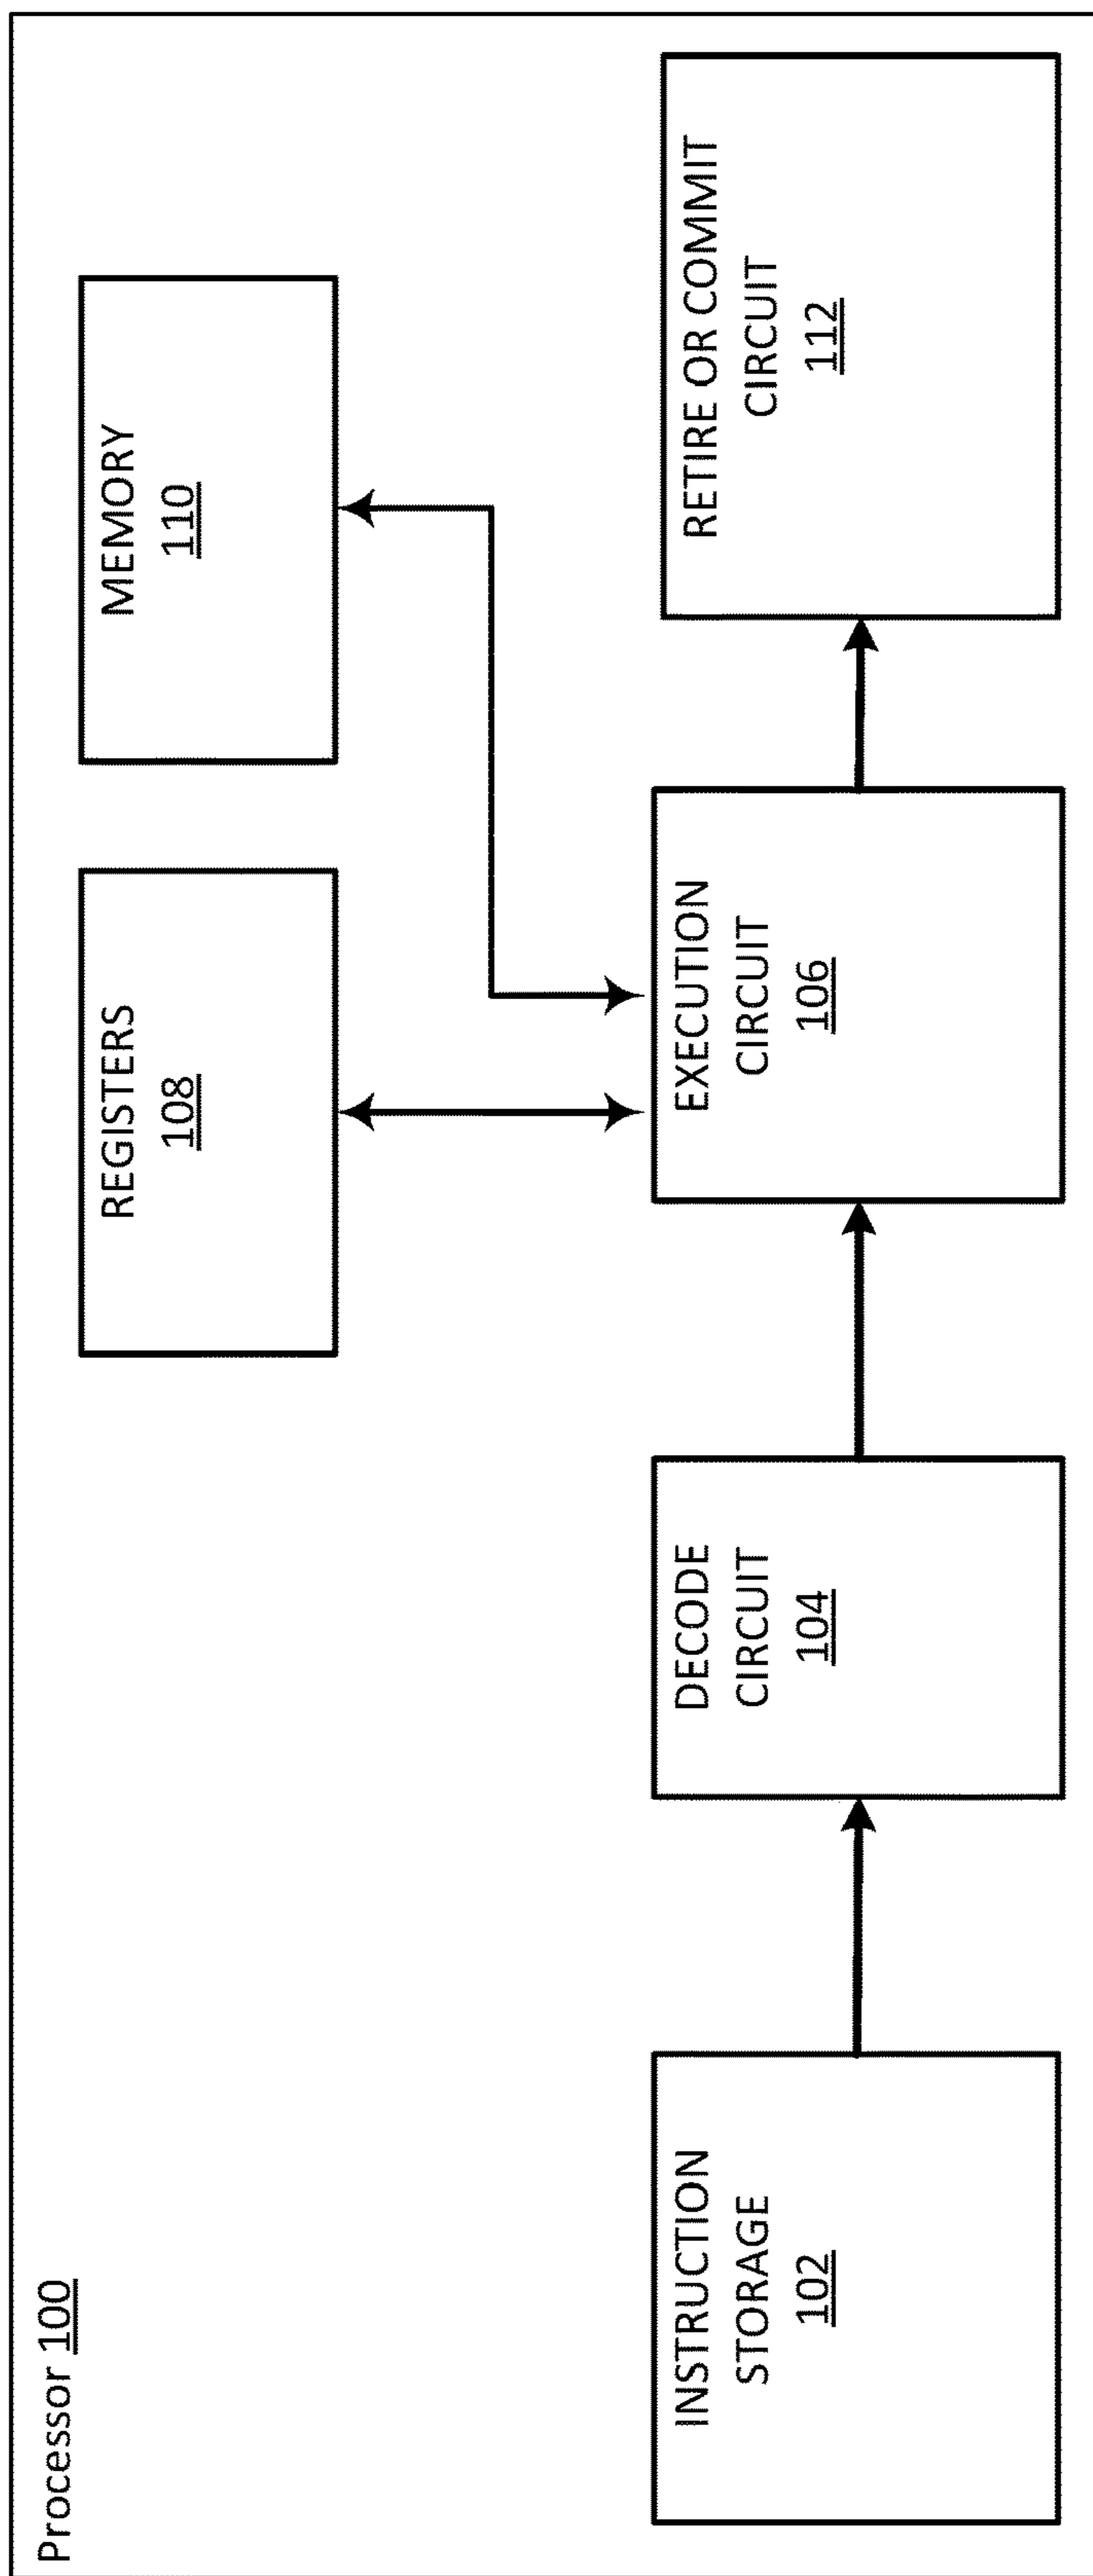 Processor 100
REGISTERS
108
MEMORY
110
INSTRUCTION
STORAGE
102
DECODE
CIRCUIT
104
EXECUTION
CIRCUIT
106
RETIRE OR COMMIT
CIRCUIT
112